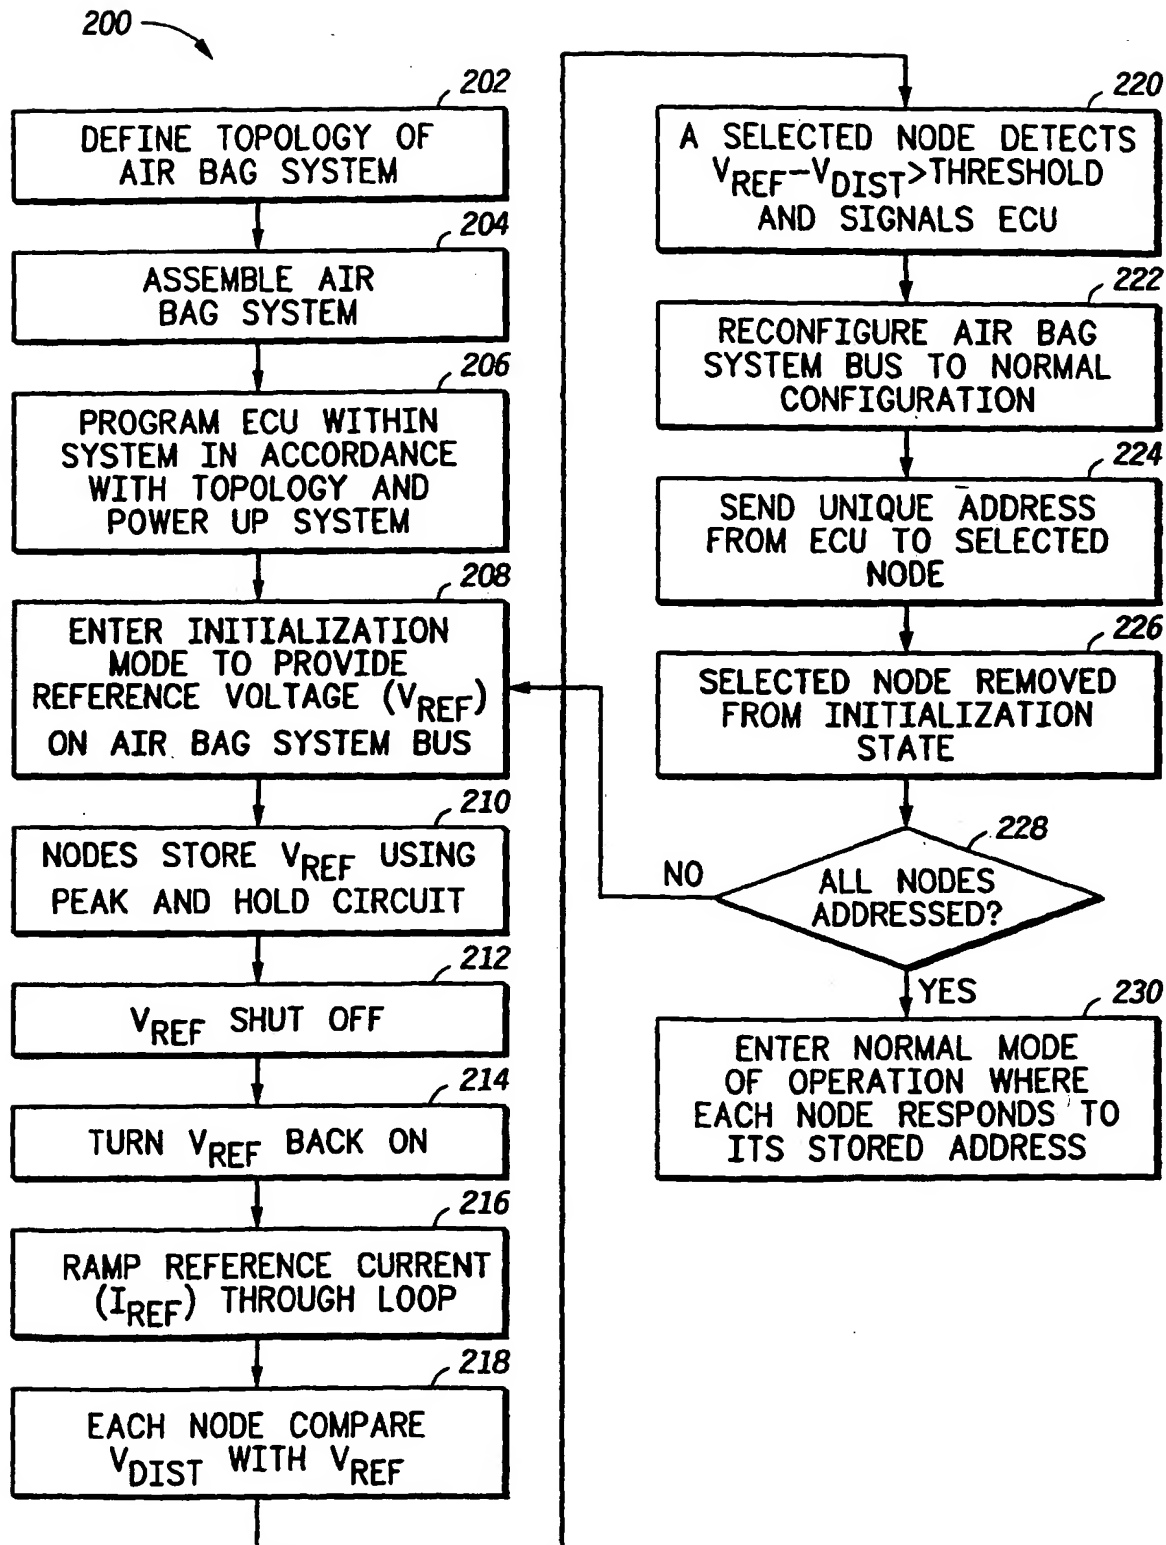 200
202
DEFINE TOPOLOGY OF
AIR BAG SYSTEM
204
ASSEMBLE AIR
BAG SYSTEM
206
PROGRAM ECU WITHIN
SYSTEM IN ACCORDANCE
WITH TOPOLOGY AND
POWER UP SYSTEM
208
ENTER INITIALIZATION
MODE TO PROVIDE
REFERENCE VOLTAGE (VREF)
ON AIR BAG SYSTEM BUS
210
NODES STORE VREF USING
PEAK AND HOLD CIRCUIT
212
VREF SHUT OFF
214
TURN VREF BACK ON
216
RAMP REFERENCE CURRENT
(IREF) THROUGH LOOP
218
EACH NODE COMPARE
VDIST WITH VREF
220
A SELECTED NODE DETECTS
VREF-VDIST>THRESHOLD
AND SIGNALS ECU
222
RECONFIGURE AIR BAG
SYSTEM BUS TO NORMAL
CONFIGURATION
224
SEND UNIQUE ADDRESS
FROM ECU TO SELECTED
NODE
226
SELECTED NODE REMOVED
FROM INITIALIZATION
STATE
228
ALL NODES
ADDRESSED?
NO
YES
230
ENTER NORMAL MODE
OF OPERATION WHERE
EACH NODE RESPONDS TO
ITS STORED ADDRESS